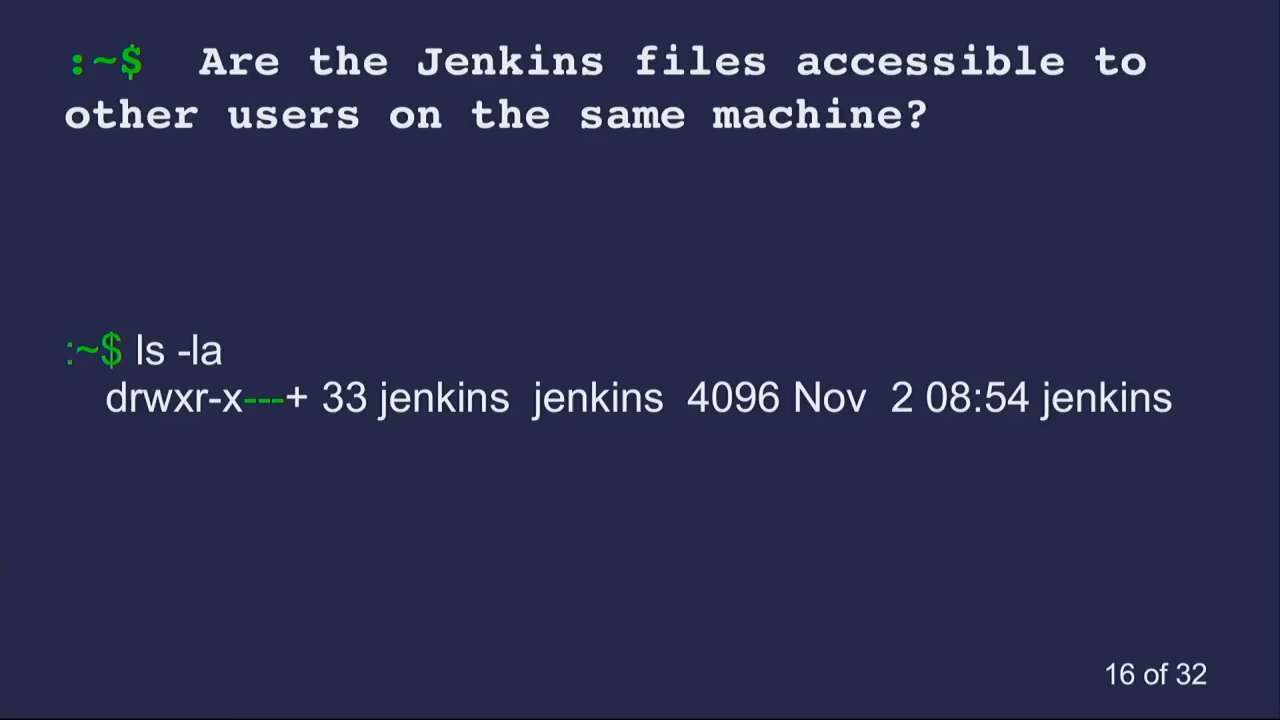 :~$ Are the Jenkins files accessible to
other users on the same machine?
:~$ ls -la
drwxr-x---+ 33 jenkins jenkins 4096 Nov 2 08:54 jenkins
16 of 32